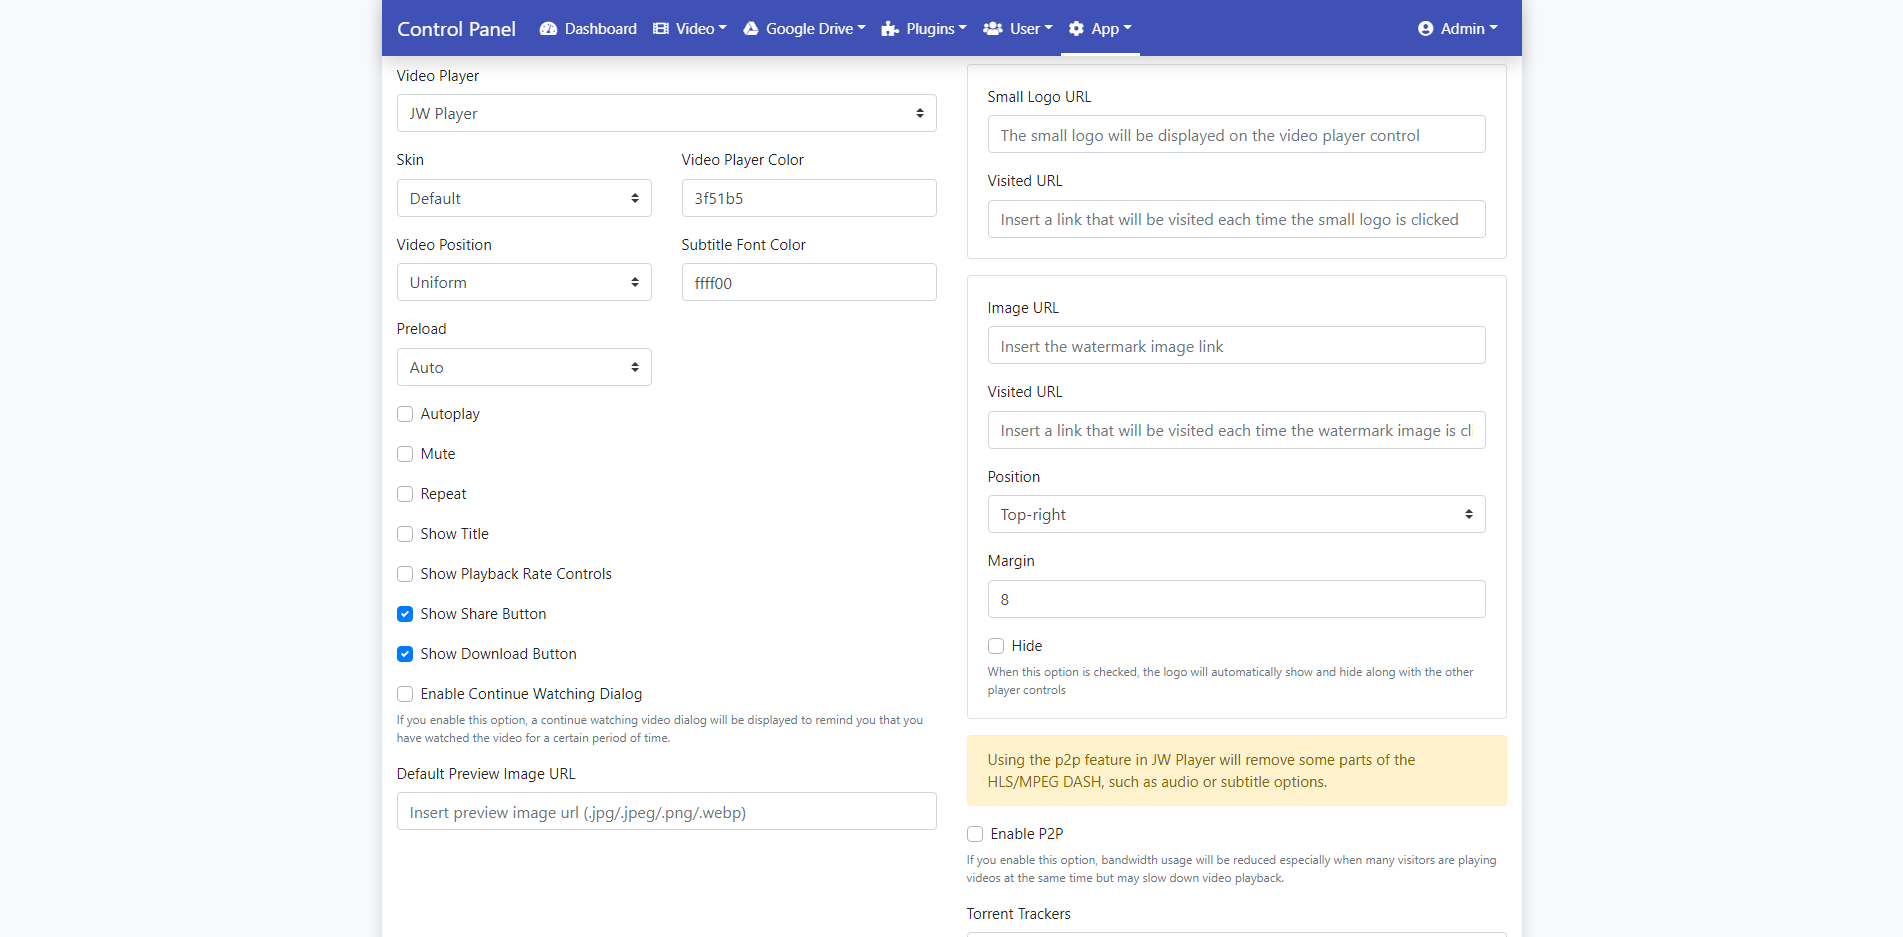 Control Panel
Dashboard
Video
Google Drive
Plugins
User
App
Admin
Video Player
JW Player
Skin
Default
Video Player Color
3f51b5
Video Position
Uniform
Subtitle Font Color
ffff00
Preload
Auto
Autoplay
Mute
Repeat
Show Title
Show Playback Rate Controls
Show Share Button
Show Download Button
Enable Continue Watching Dialog
If you enable this option, a continue watching video dialog will be displayed to remind you that you
have watched the video for a certain period of time.
Default Preview Image URL
Insert preview image url (.jpg/.jpeg/.png/.webp)
Small Logo URL
The small logo will be displayed on the video player control
Visited URL
Insert a link that will be visited each time the small logo is clicked
Image URL
Insert the watermark image link
Visited URL
Insert a link that will be visited each time the watermark image is cli
Position
Top-right
Margin
8
Hide
When this option is checked, the logo will automatically show and hide along with the other
player controls
Using the p2p feature in JW Player will remove some parts of the
HLS/MPEG DASH, such as audio or subtitle options.
Enable P2P
If you enable this option, bandwidth usage will be reduced especially when many visitors are playing
videos at the same time but may slow down video playback.
Torrent Trackers